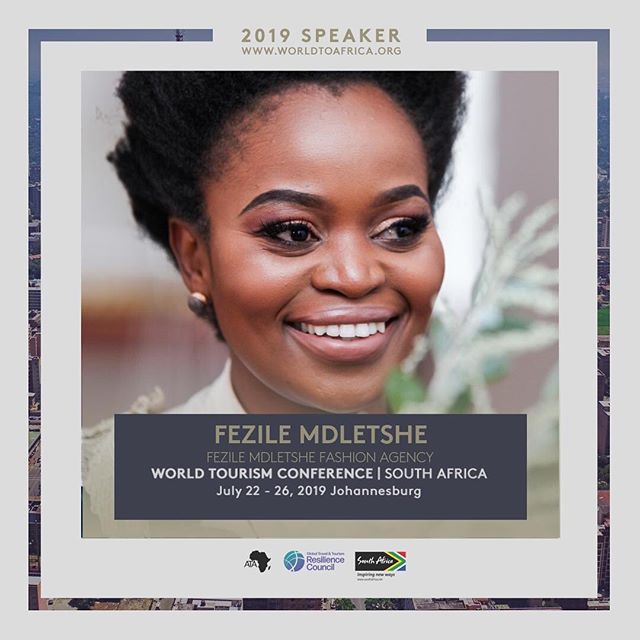 2019 SPEAKER
WWW.WORLDTOAFRICA.ORG
FEZILE MDLETSHE
FEZILE MDLETSHE FASHION AGENCY
WORLD TOURISM CONFERENCE | SOUTH AFRICA
July 22 - 26, 2019 Johannesburg
ATA
Global Travel & Tourism
Resilience
Council
South Africa
Inspiring new ways